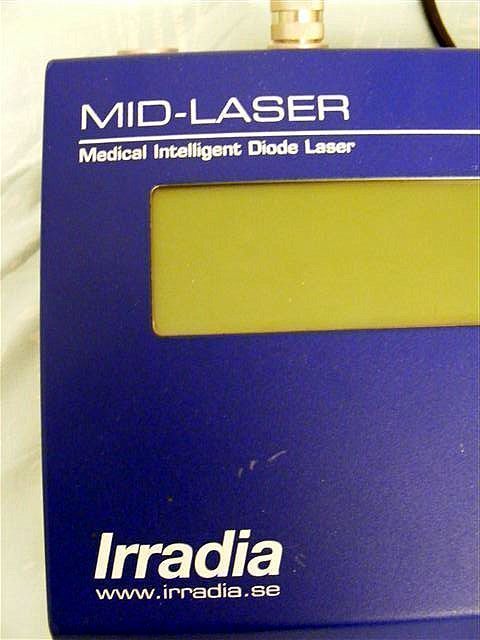 MID-LASER
Medical Intelligent Diode Laser
Irradia
www.irradia.se